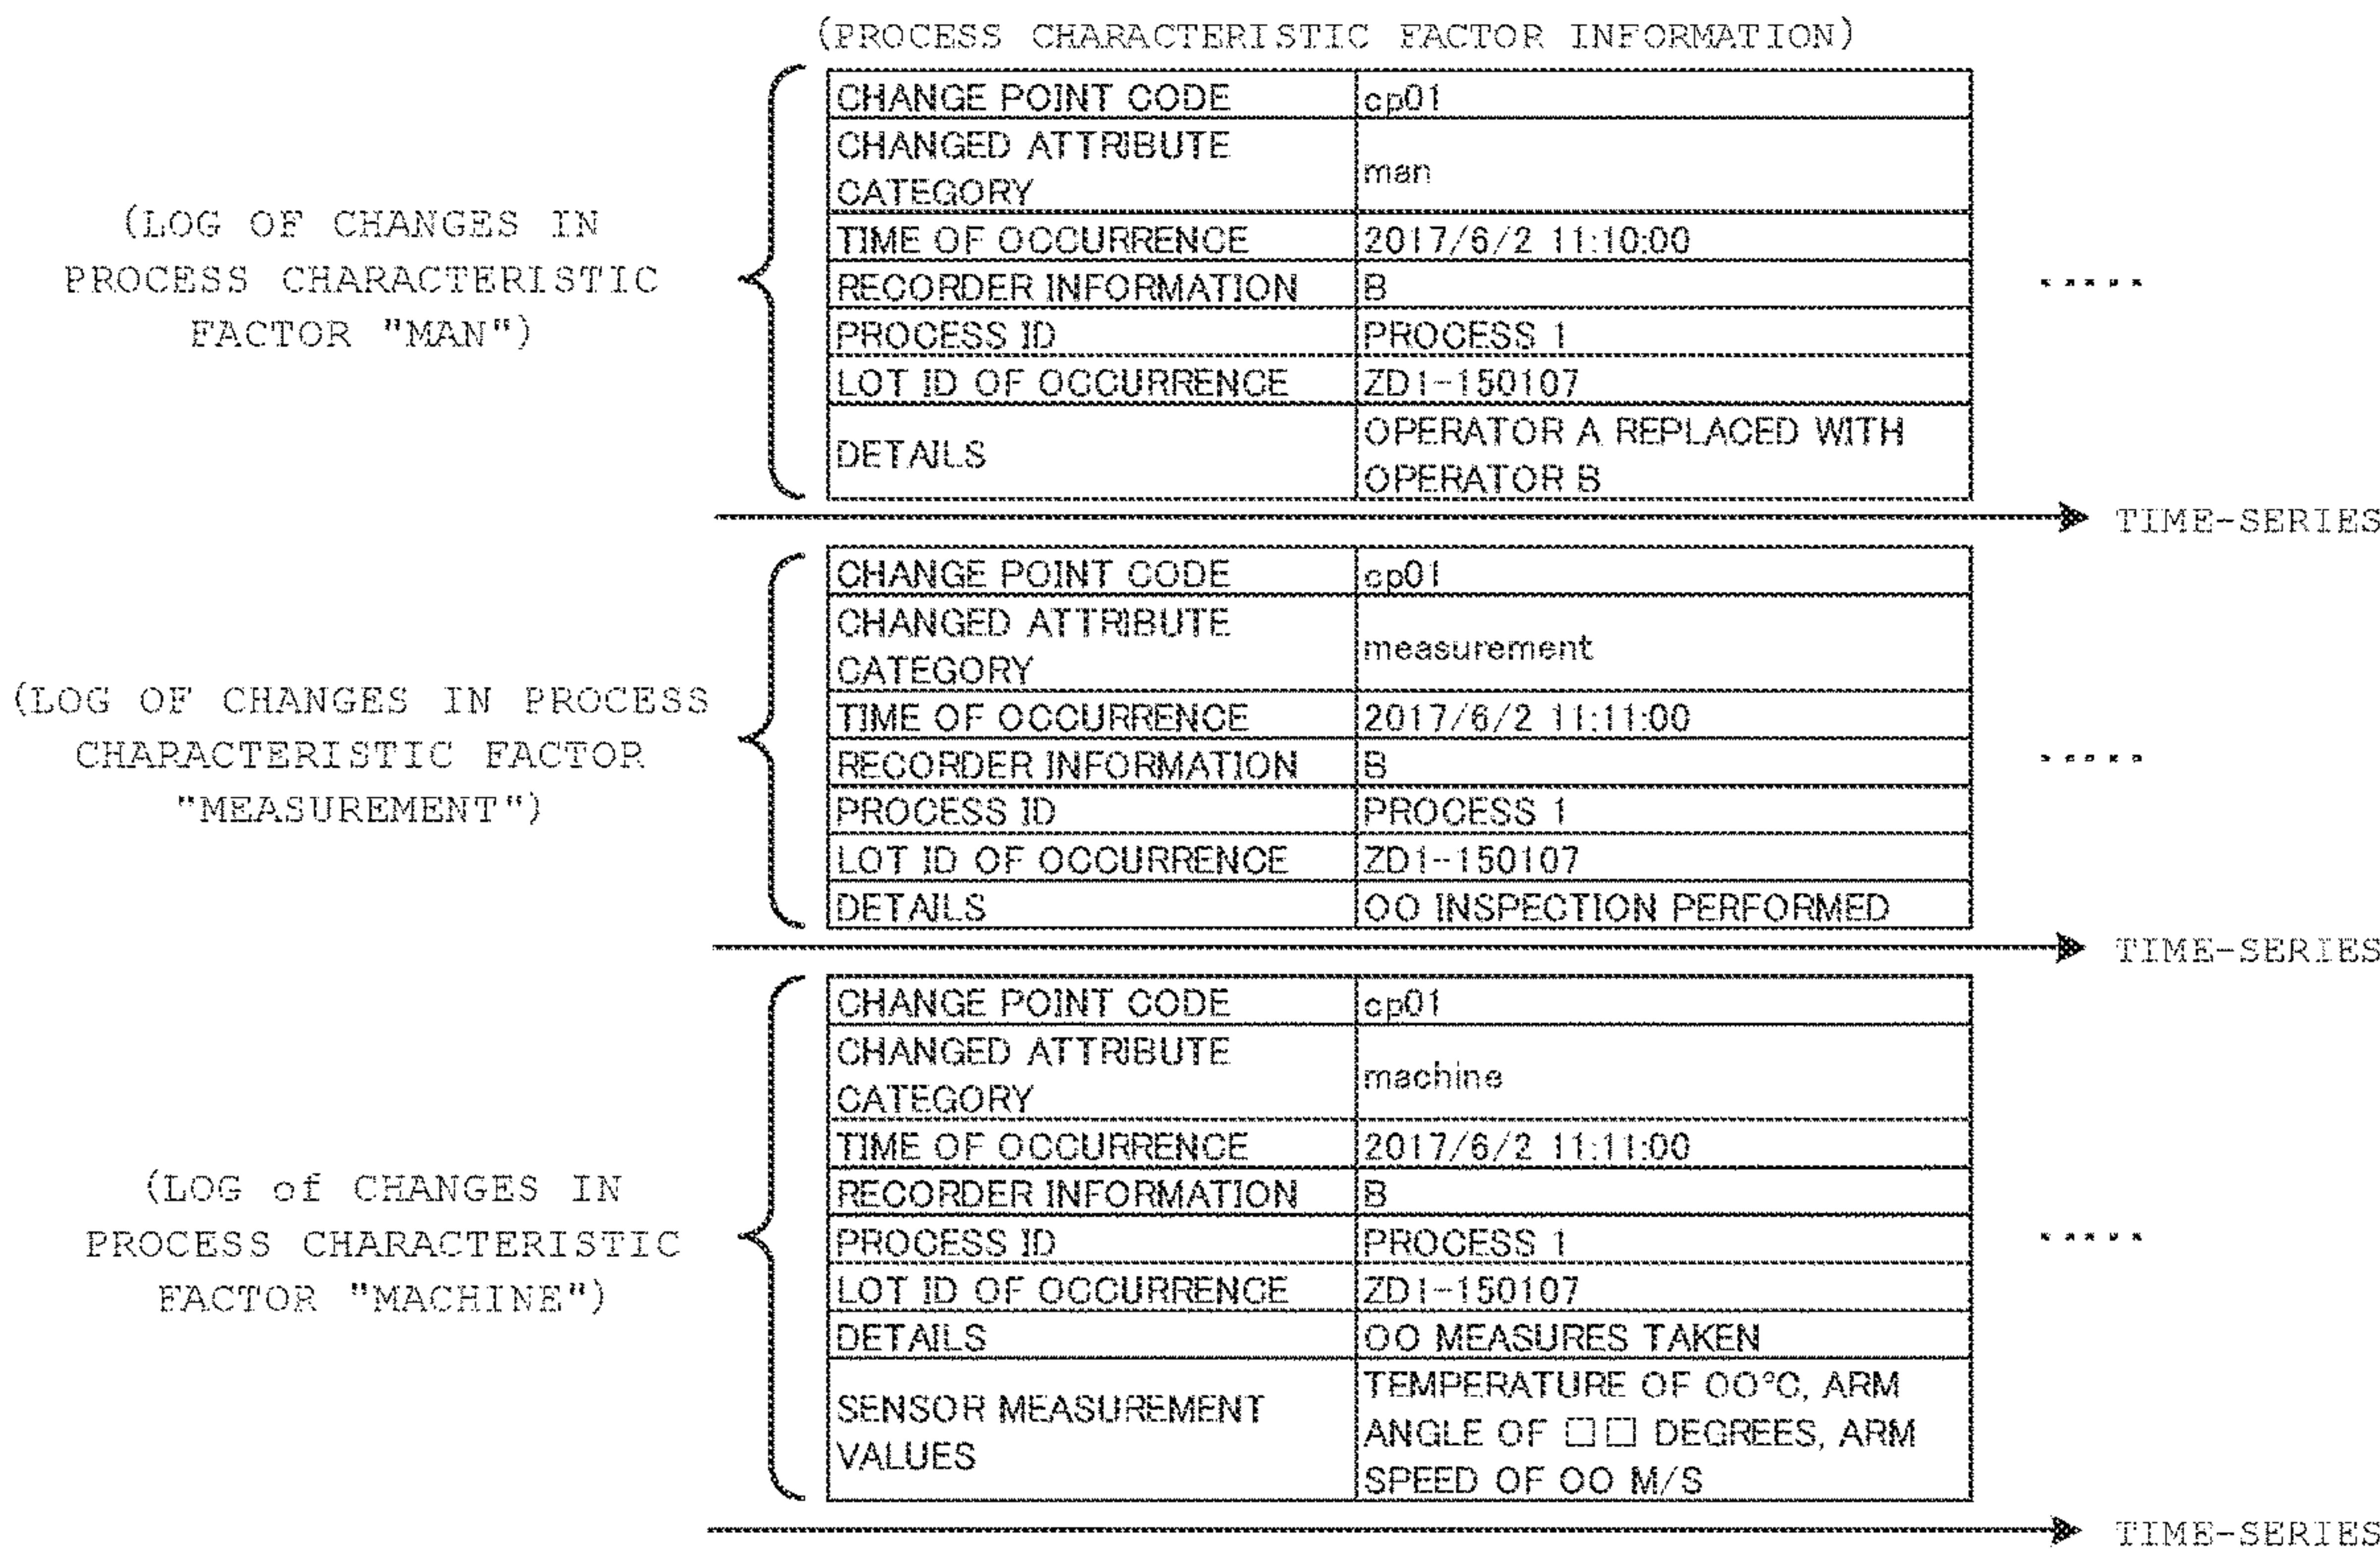 (PROCESS CHARACTERISTIC FACTOR INFORMATION)
(LOG OF CHANGES IN
PROCESS CHARACTERISTIC
FACTOR "MAN")
CHANGE POINT CODE cp01
CHANGED ATTRIBUTE
CATEGORY man
TIME OF OCCURRENCE 2017/6/2 11:10:00
RECORDER INFORMATION B
PROCESS ID PROCESS 1
LOT ID OF OCCURRENCE ZD1-150107
DETAILS OPERATOR A REPLACED WITH
OPERATOR B
.....
TIME-SERIES
(LOG OF CHANGES IN PROCESS
CHARACTERISTIC FACTOR
"MEASUREMENT")
CHANGE POINT CODE cp01
CHANGED ATTRIBUTE
CATEGORY measurement
TIME OF OCCURRENCE 2017/6/2 11:11:00
RECORDER INFORMATION B
PROCESS ID PROCESS 1
LOT ID OF OCCURRENCE ZD1-150107
DETAILS OO INSPECTION PERFORMED
.....
TIME-SERIES
(LOG of CHANGES IN
PROCESS CHARACTERISTIC
FACTOR "MACHINE")
CHANGE POINT CODE cp01
CHANGED ATTRIBUTE
CATEGORY machine
TIME OF OCCURRENCE 2017/6/2 11:11:00
RECORDER INFORMATION B
PROCESS ID PROCESS 1
LOT ID OF OCCURRENCE ZD1-150107
DETAILS OO MEASURES TAKEN
SENSOR MEASUREMENT
VALUES TEMPERATURE OF OO°C, ARM
ANGLE OF □□ DEGREES, ARM
SPEED OF OO M/S
.....
TIME-SERIES